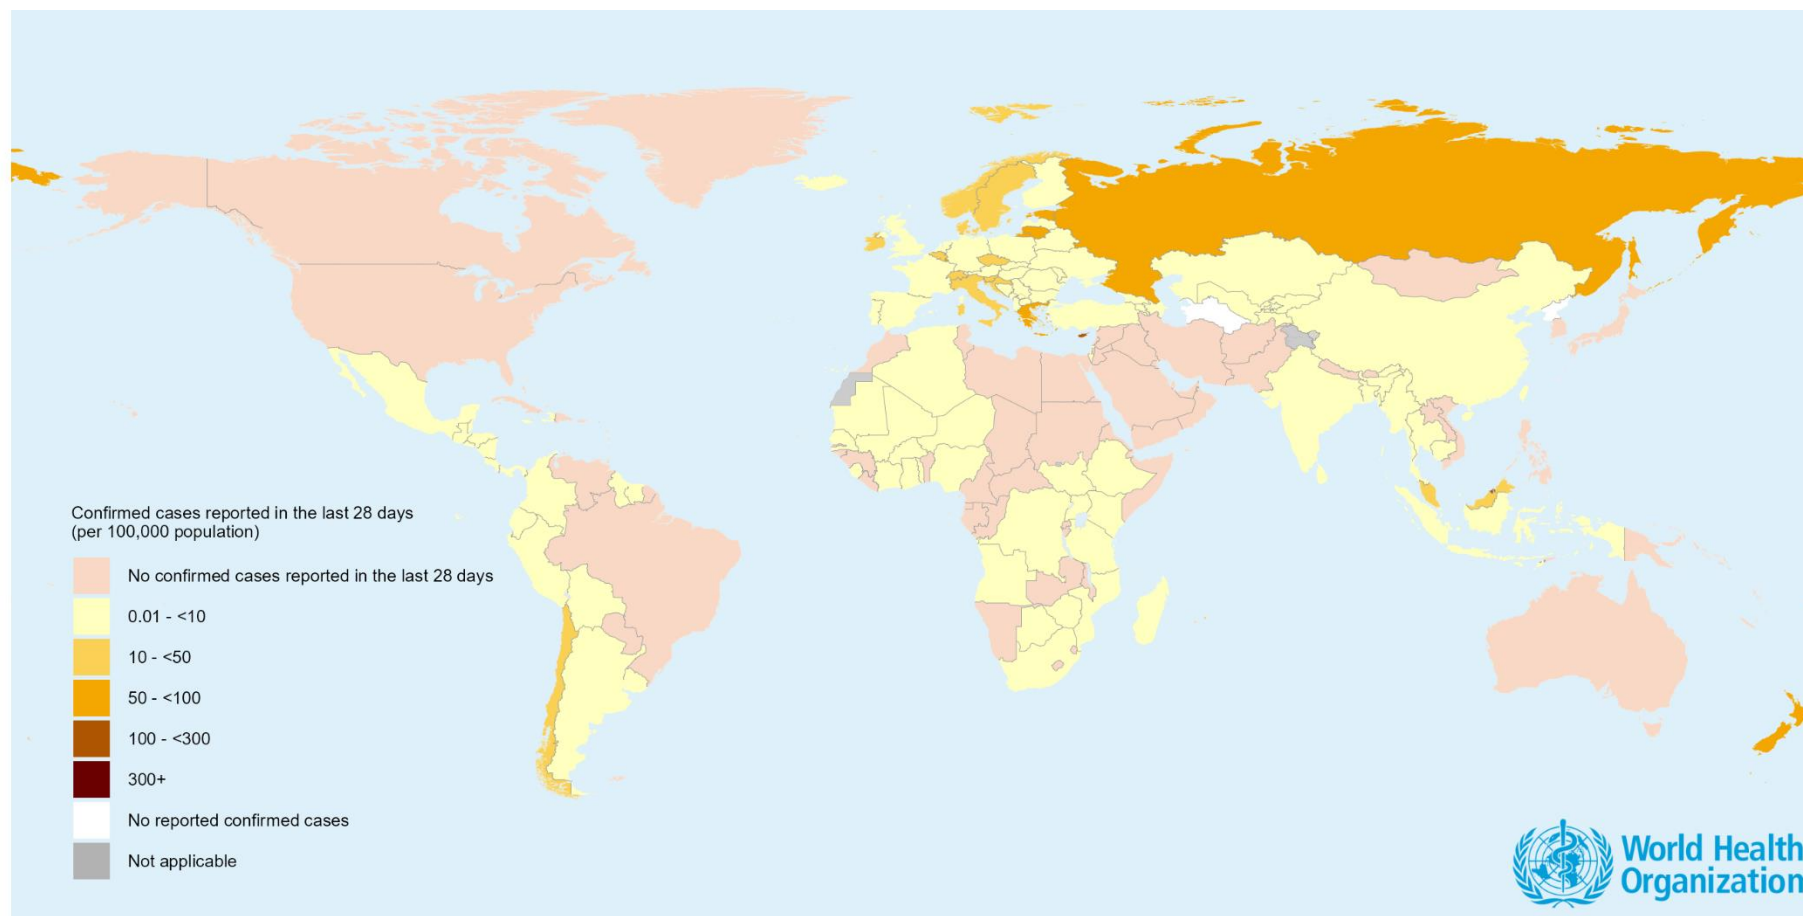 Confirmed cases reported in the last 28 days
(per 100,000 population)
No confirmed cases reported in the last 28 days
0.01 - <10
10 - <50
50 - <100
100 - <300
300+
No reported confirmed cases
Not applicable
World Health
Organization